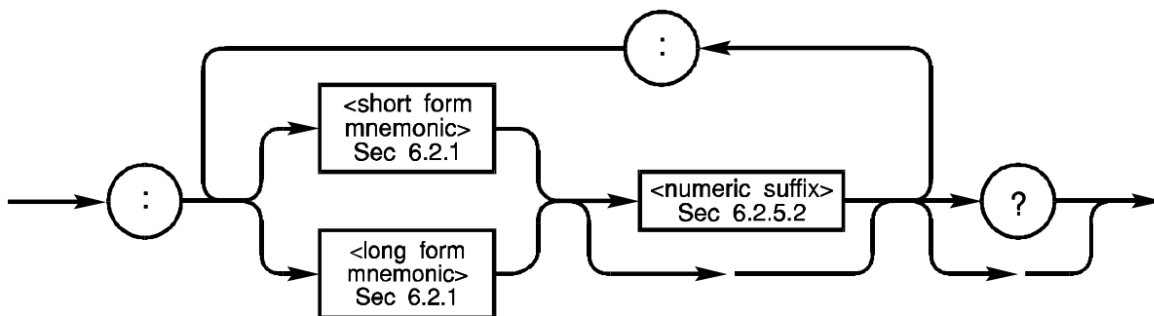 :
<short form
mnemonic>
Sec 6.2.1
:
<numeric suffix>
Sec 6.2.5.2
?
<long form
mnemonic>
Sec 6.2.1